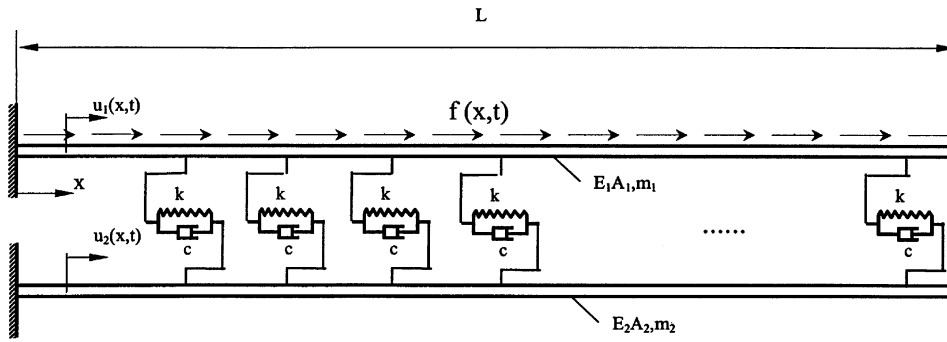 L
u₁(x,t)
f (x,t)
x
E₁A₁,m₁
k
k
k
k
k
c
c
c
c
c
u₂(x,t)
......
E₂A₂,m₂